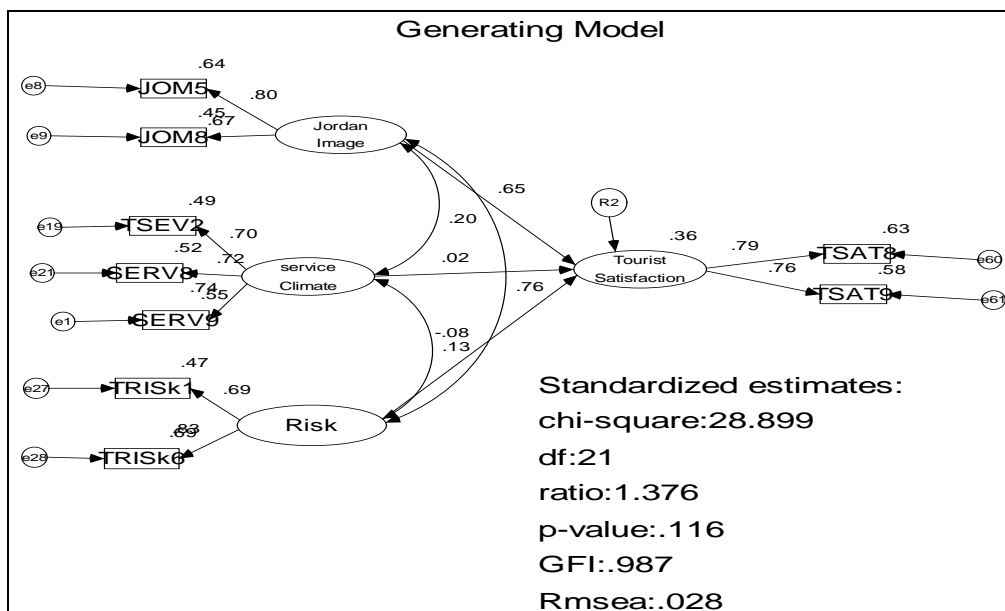 Generating Model
.64
e8
JOM5
.80
.45
.67
e9
JOM8
Jordan
Image
.65
.20
R2
.49
e19
TSEV2
.70
.52
.72
e21
SERV8
service
Climate
.02
.36
Tourist
Satisfaction
.79
.63
TSAT8
e60
.76
.58
TSAT9
e61
.74
.55
e1
SERV9
.76
-.08
.13
.47
e27
TRISk1
.69
Risk
.83
.69
e28
TRISk6
Standardized estimates:
chi-square:28.899
df:21
ratio:1.376
p-value:.116
GFI:.987
Rmsea:.028